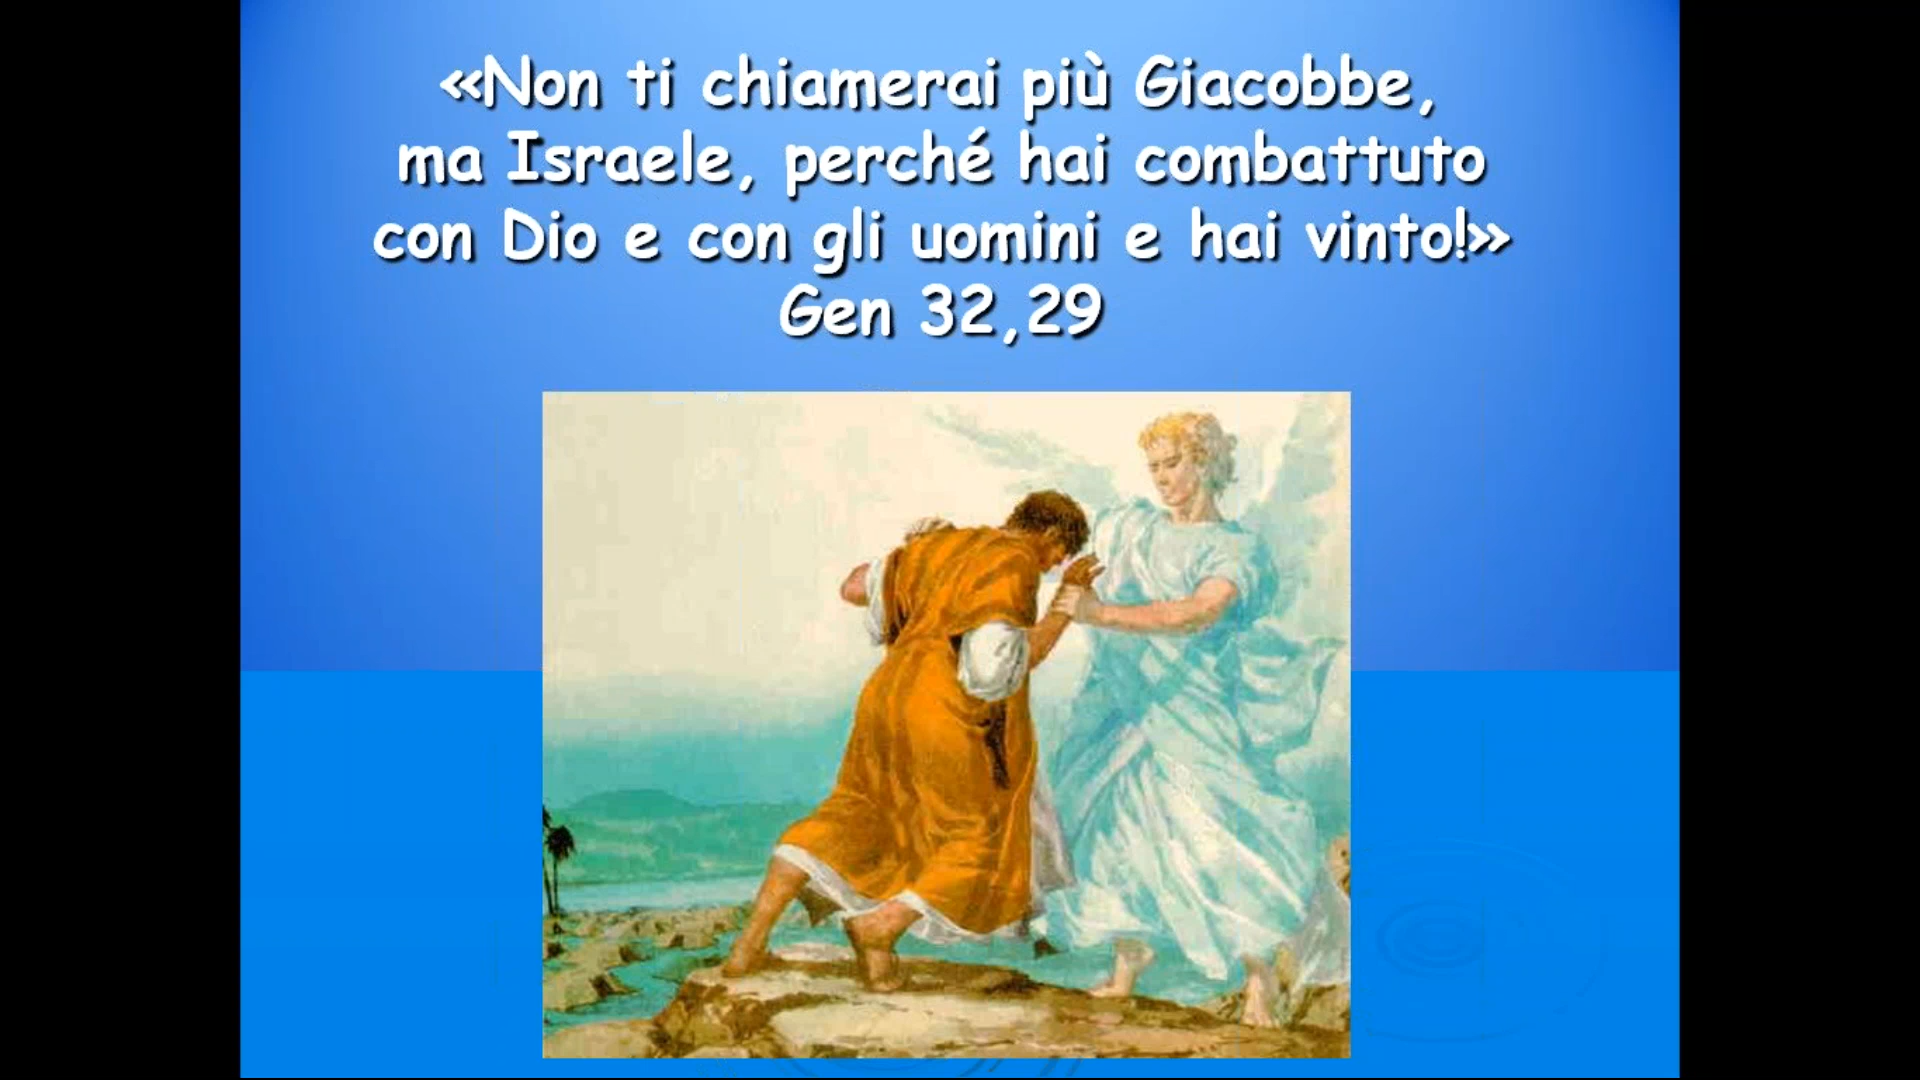 «Non ti chiamerai più Giacobbe,
ma Israele, perché hai combattuto
con Dio e con gli uomini e hai vinto!»
Gen 32,29